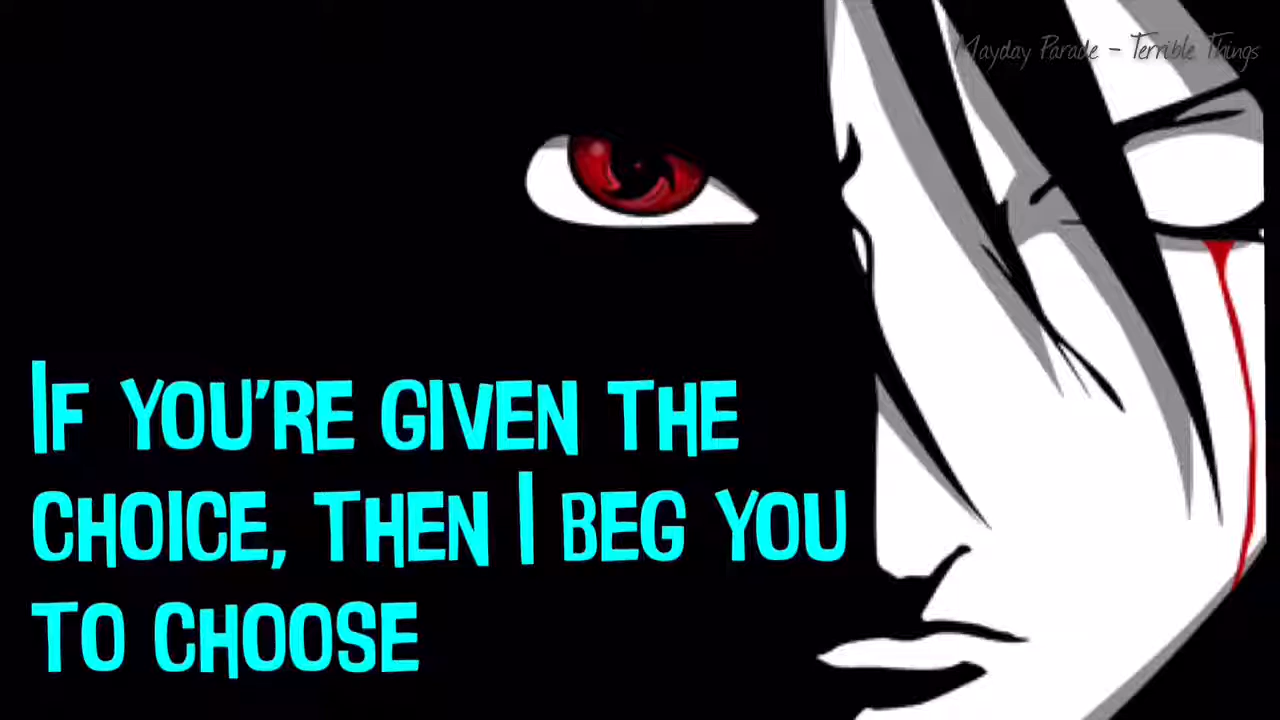 Mayday Parade - Terrible Things
If you're given the
choice, then I beg you
to choose